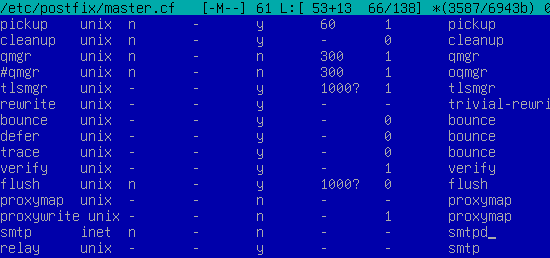 /etc/postfix/master.cf [-M--] 61 L:[ 53+13 66/138] *(3587/6943b) 0
pickup unix n - y 60 1 pickup
cleanup unix n - y - 0 cleanup
qmgr unix n - n 300 1 qmgr
#qmgr unix n - n 300 1 oqmgr
tlsmgr unix - - y 1000? 1 tlsmgr
rewrite unix - - y - - trivial-rewri
bounce unix - - y - 0 bounce
defer unix - - y - 0 bounce
trace unix - - y - 0 bounce
verify unix - - y - 1 verify
flush unix n - y 1000? 0 flush
proxymap unix - - n - - proxymap
proxywrite unix - - n - 1 proxymap
smtp inet n - n - - smtpd_
relay unix - - y - - smtp